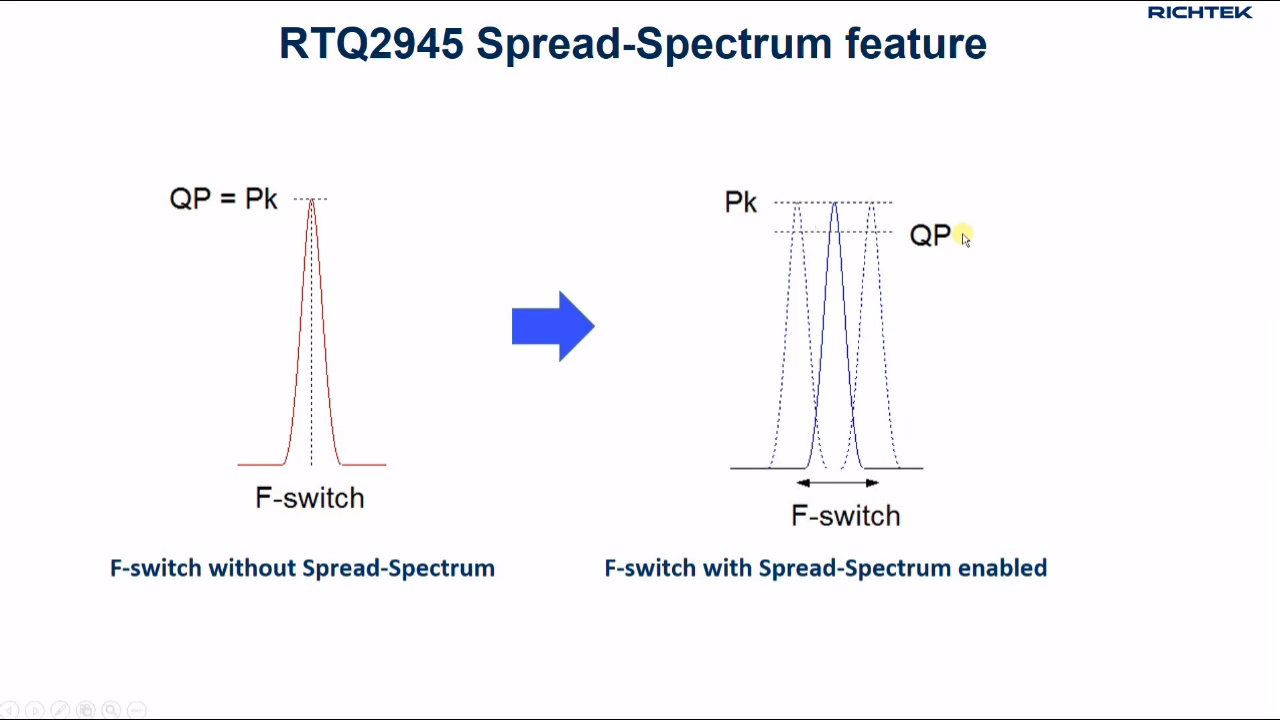 RICHTEK
RTQ2945 Spread-Spectrum feature
QP = Pk
Pk
QP
F-switch
F-switch
F-switch without Spread-Spectrum
F-switch with Spread-Spectrum enabled